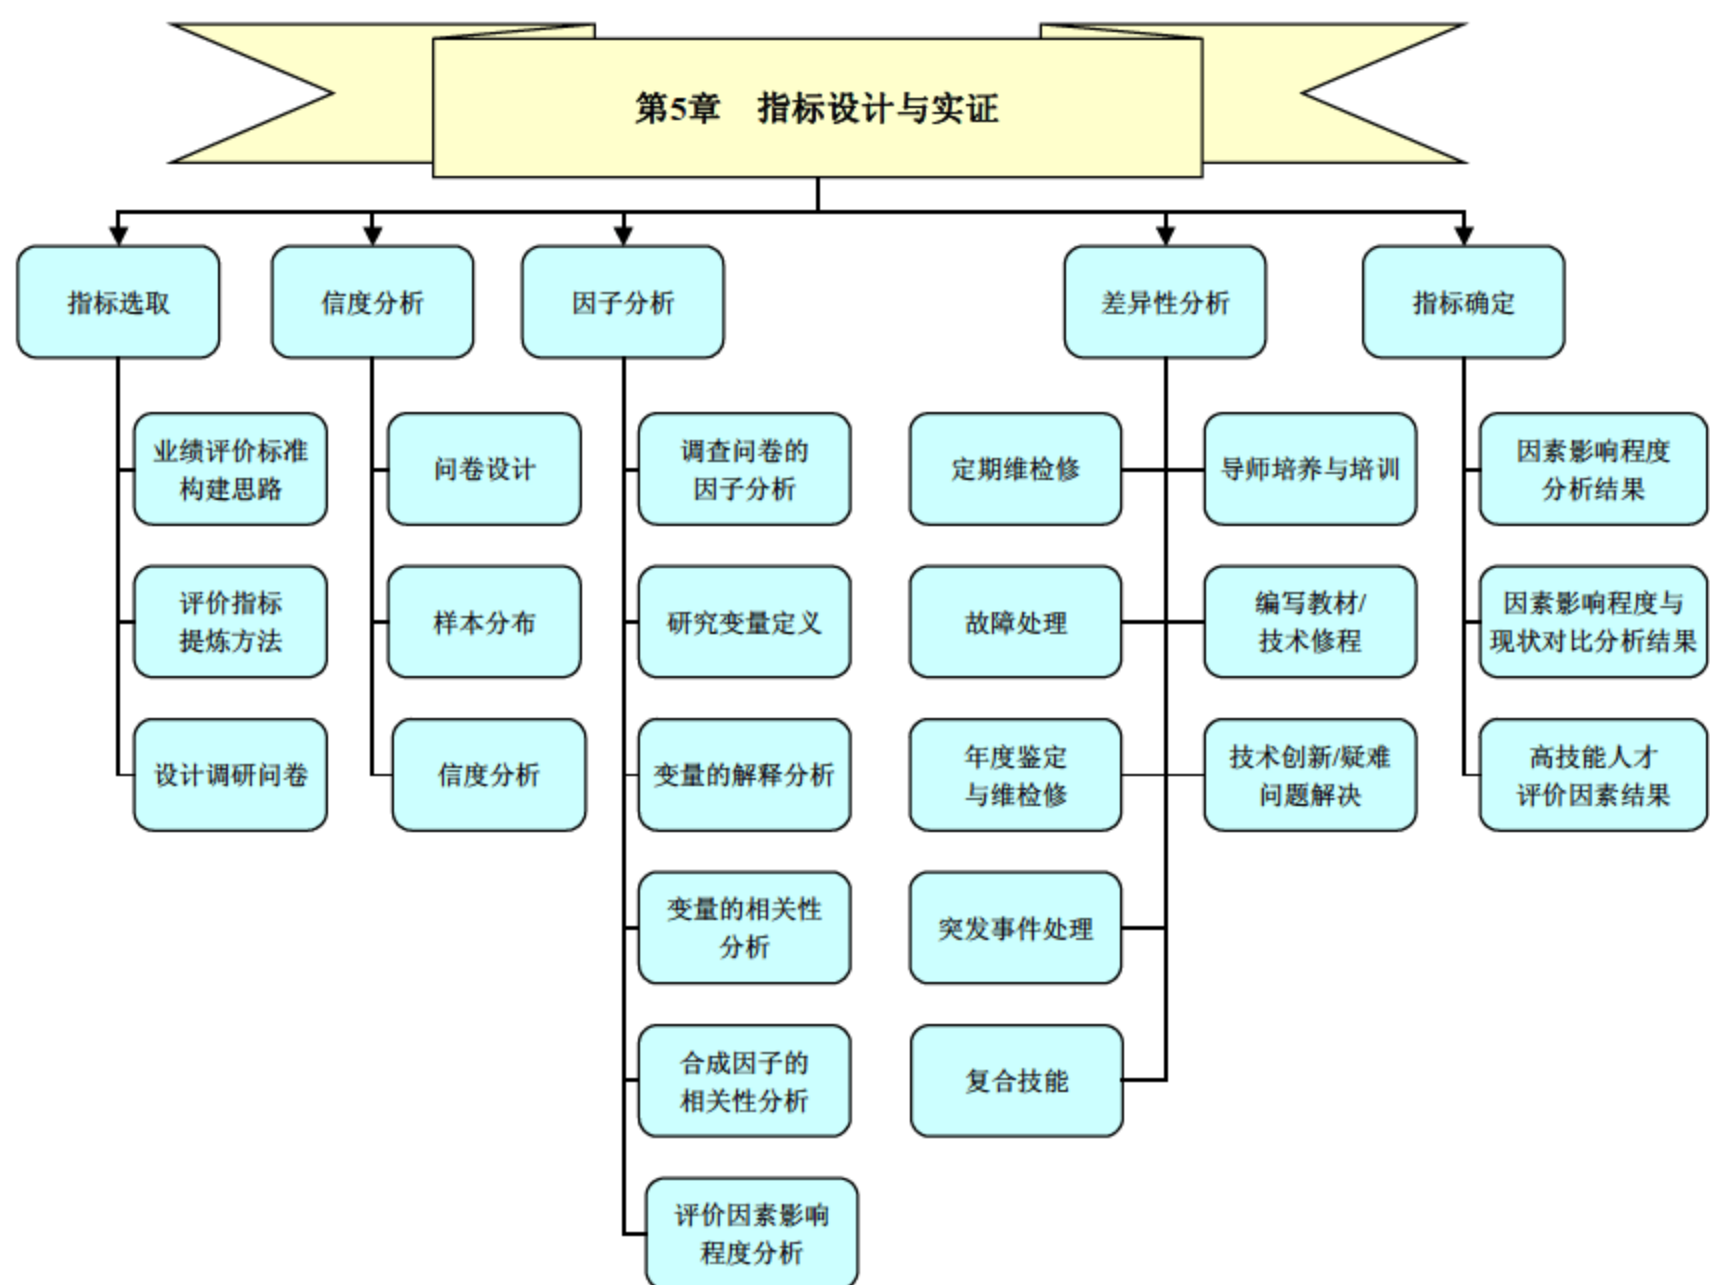 第5章 指标设计与实证
指标选取
信度分析
因子分析
差异性分析
指标确定
业绩评价标准
构建思路
评价指标
提炼方法
设计调研问卷
问卷设计
样本分布
信度分析
调查问卷的
因子分析
研究变量定义
变量的解释分析
变量的相关性
分析
合成因子的
相关性分析
评价因素影响
程度分析
定期维检修
故障处理
年度鉴定
与维检修
突发事件处理
复合技能
导师培养与培训
编写教材/
技术修程
技术创新/疑难
问题解决
因素影响程度
分析结果
因素影响程度与
现状对比分析结果
高技能人才
评价因素结果